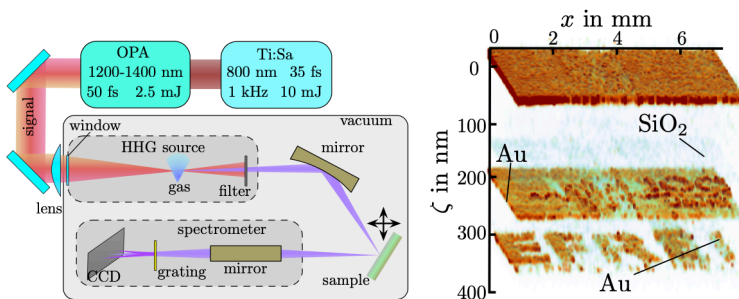 OPA
1200-1400 nm
50 fs 2.5 mJ
Ti:Sa
800 nm 35 fs
1 kHz 10 mJ
signal
window
lens
vacuum
HHG source
gas
filter
mirror
spectrometer
CCD
grating
mirror
sample
x in mm
0 2 4 6
ζ in nm
0
100
200
300
400
SiO₂
Au
Au